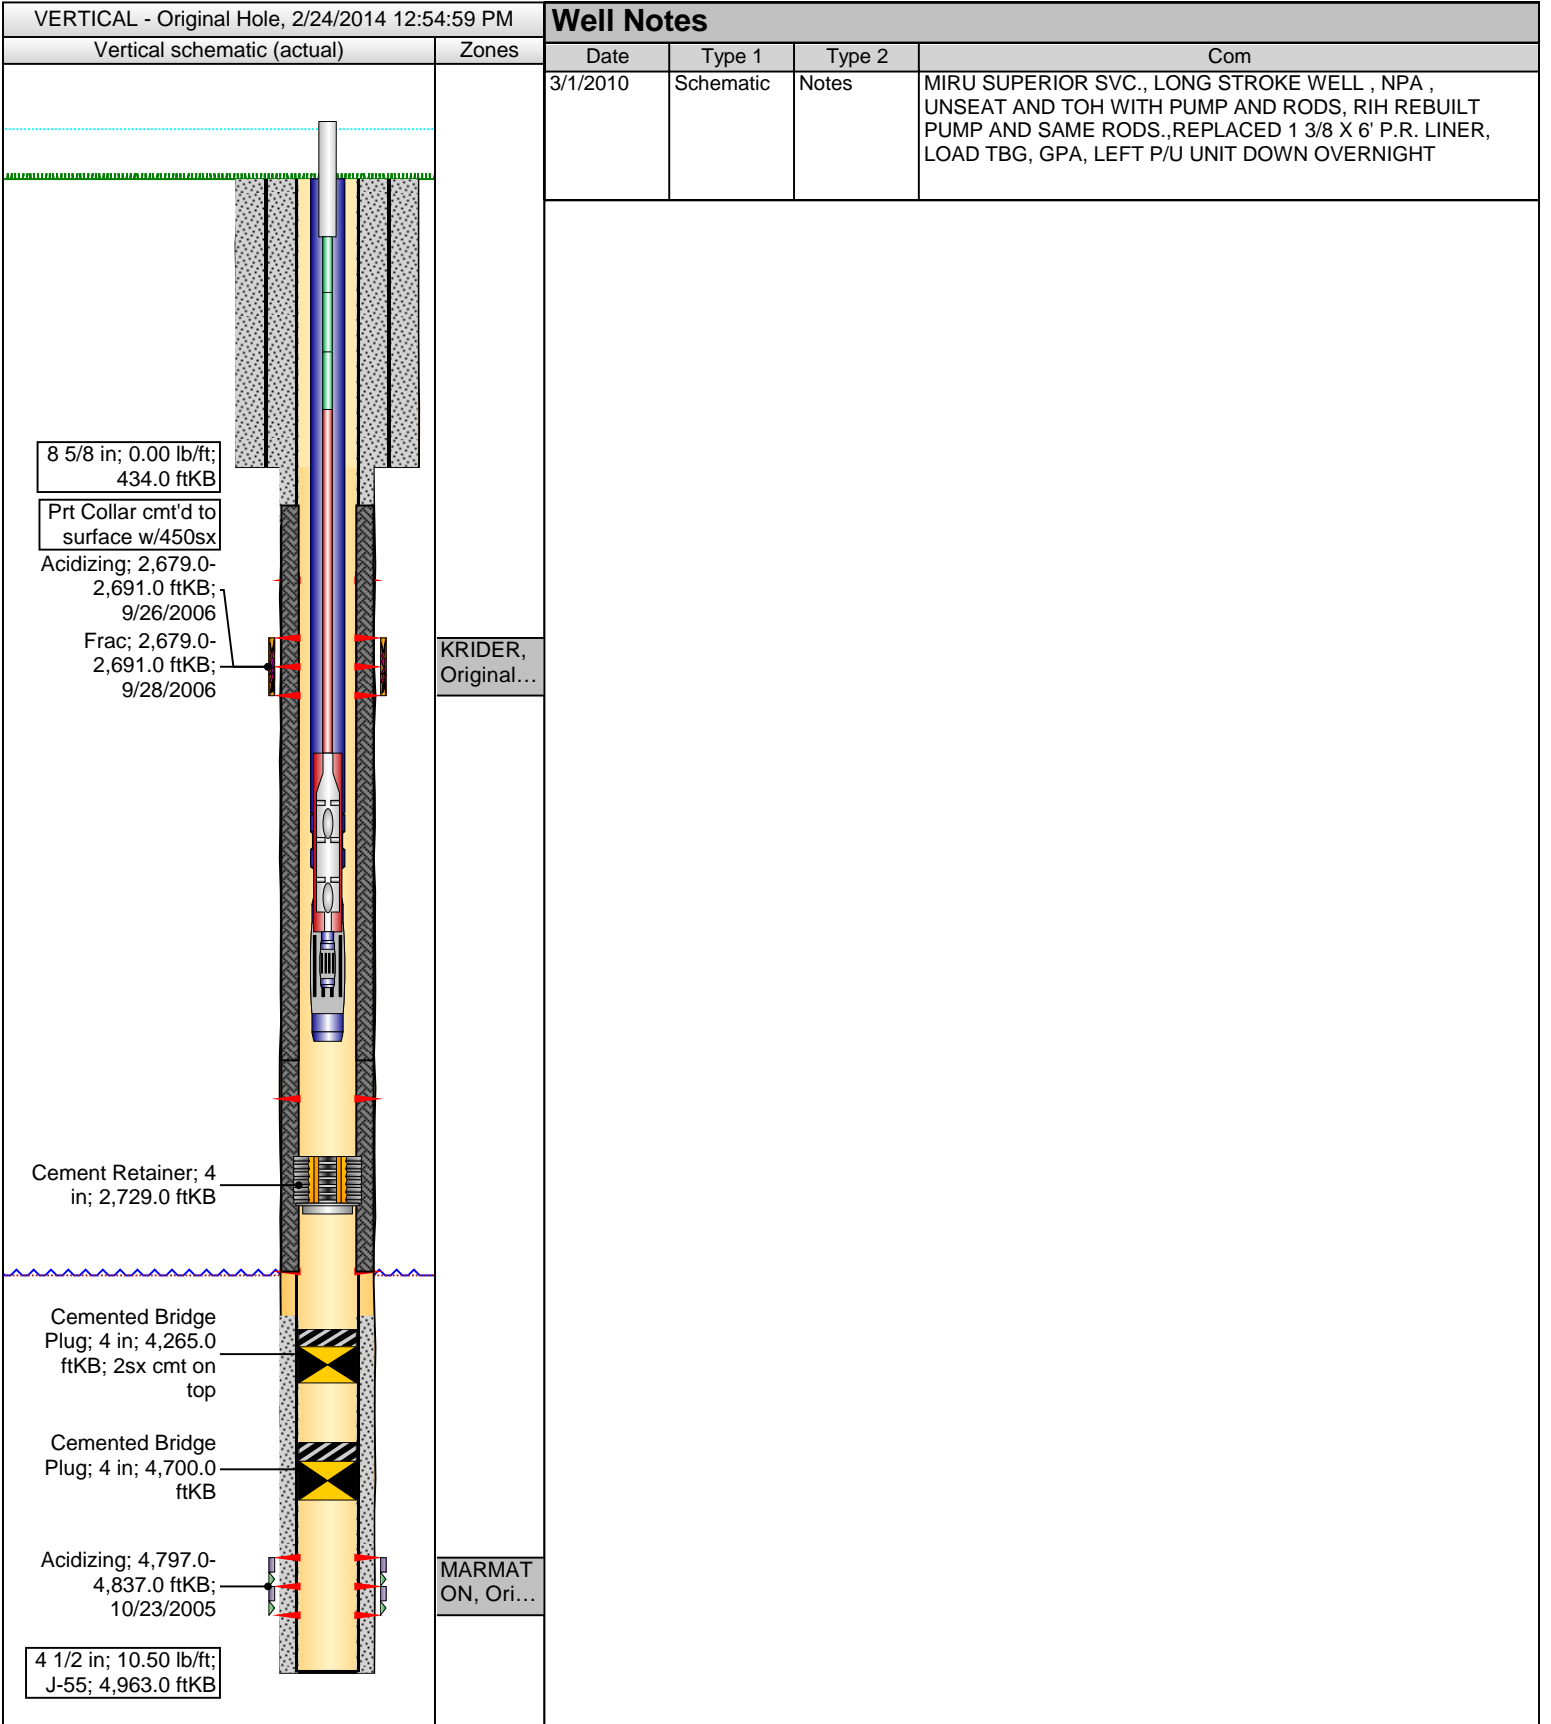 VERTICAL - Original Hole, 2/24/2014 12:54:59 PM
Vertical schematic (actual)
Zones
8 5/8 in; 0.00 lb/ft;
434.0 ftKB
Prt Collar cmt'd to
surface w/450sx
Acidizing; 2,679.0-
2,691.0 ftKB;
9/26/2006
Frac; 2,679.0-
2,691.0 ftKB;
9/28/2006
KRIDER,
Original...
Cement Retainer; 4
in; 2,729.0 ftKB
Cemented Bridge
Plug; 4 in; 4,265.0
ftKB; 2sx cmt on
top
Cemented Bridge
Plug; 4 in; 4,700.0
ftKB
Acidizing; 4,797.0-
4,837.0 ftKB;
10/23/2005
MARMAT
ON, Ori...
4 1/2 in; 10.50 lb/ft;
J-55; 4,963.0 ftKB
Well Notes
Date Type 1 Type 2 Com
3/1/2010 Schematic Notes MIRU SUPERIOR SVC., LONG STROKE WELL , NPA ,
UNSEAT AND TOH WITH PUMP AND RODS, RIH REBUILT
PUMP AND SAME RODS.,REPLACED 1 3/8 X 6' P.R. LINER,
LOAD TBG, GPA, LEFT P/U UNIT DOWN OVERNIGHT